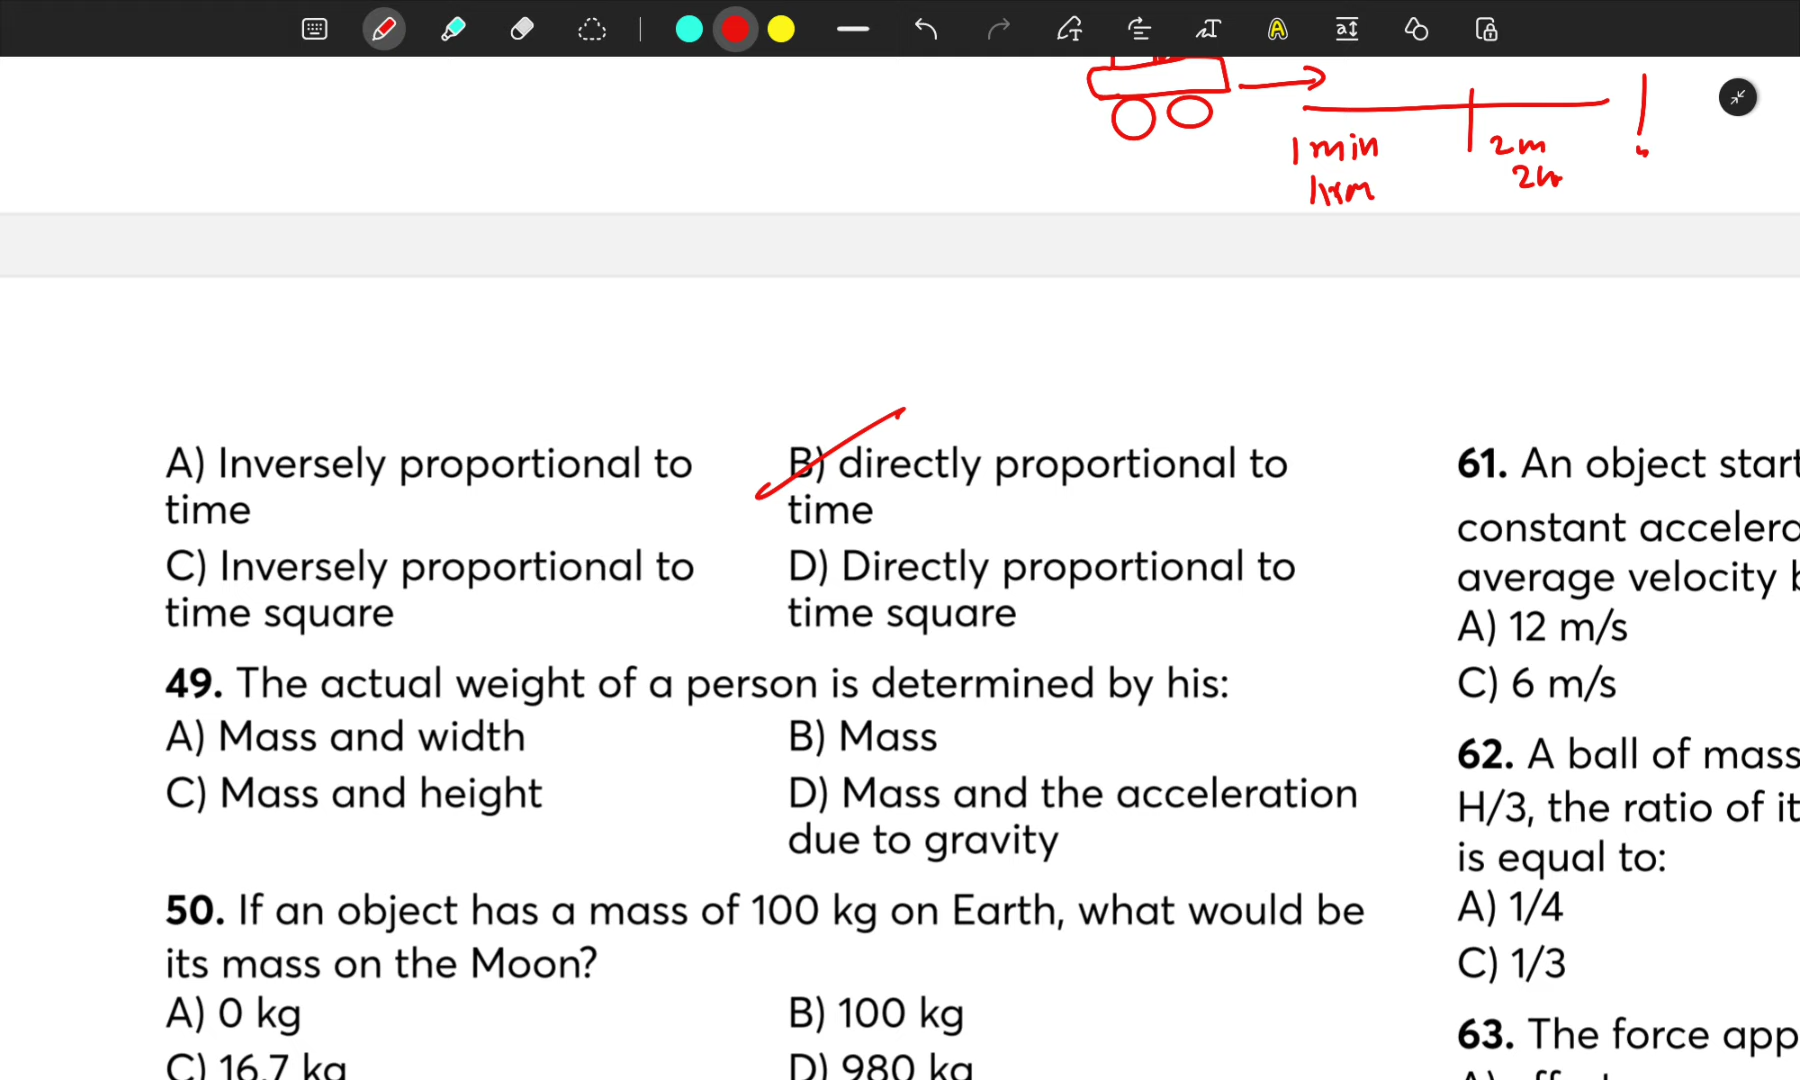 1 min
2m
1km
A) Inversely proportional to
time
B) directly proportional to
time
C) Inversely proportional to
time square
D) Directly proportional to
time square
49. The actual weight of a person is determined by his:
A) Mass and width
B) Mass
C) Mass and height
D) Mass and the acceleration
due to gravity
50. If an object has a mass of 100 kg on Earth, what would be
its mass on the Moon?
A) 0 kg
B) 100 kg
C) 16.7 kg
D) 980 kg
61. An object start
constant accelera
average velocity b
A) 12 m/s
C) 6 m/s
62. A ball of mass
H/3, the ratio of it
is equal to:
A) 1/4
C) 1/3
63. The force app